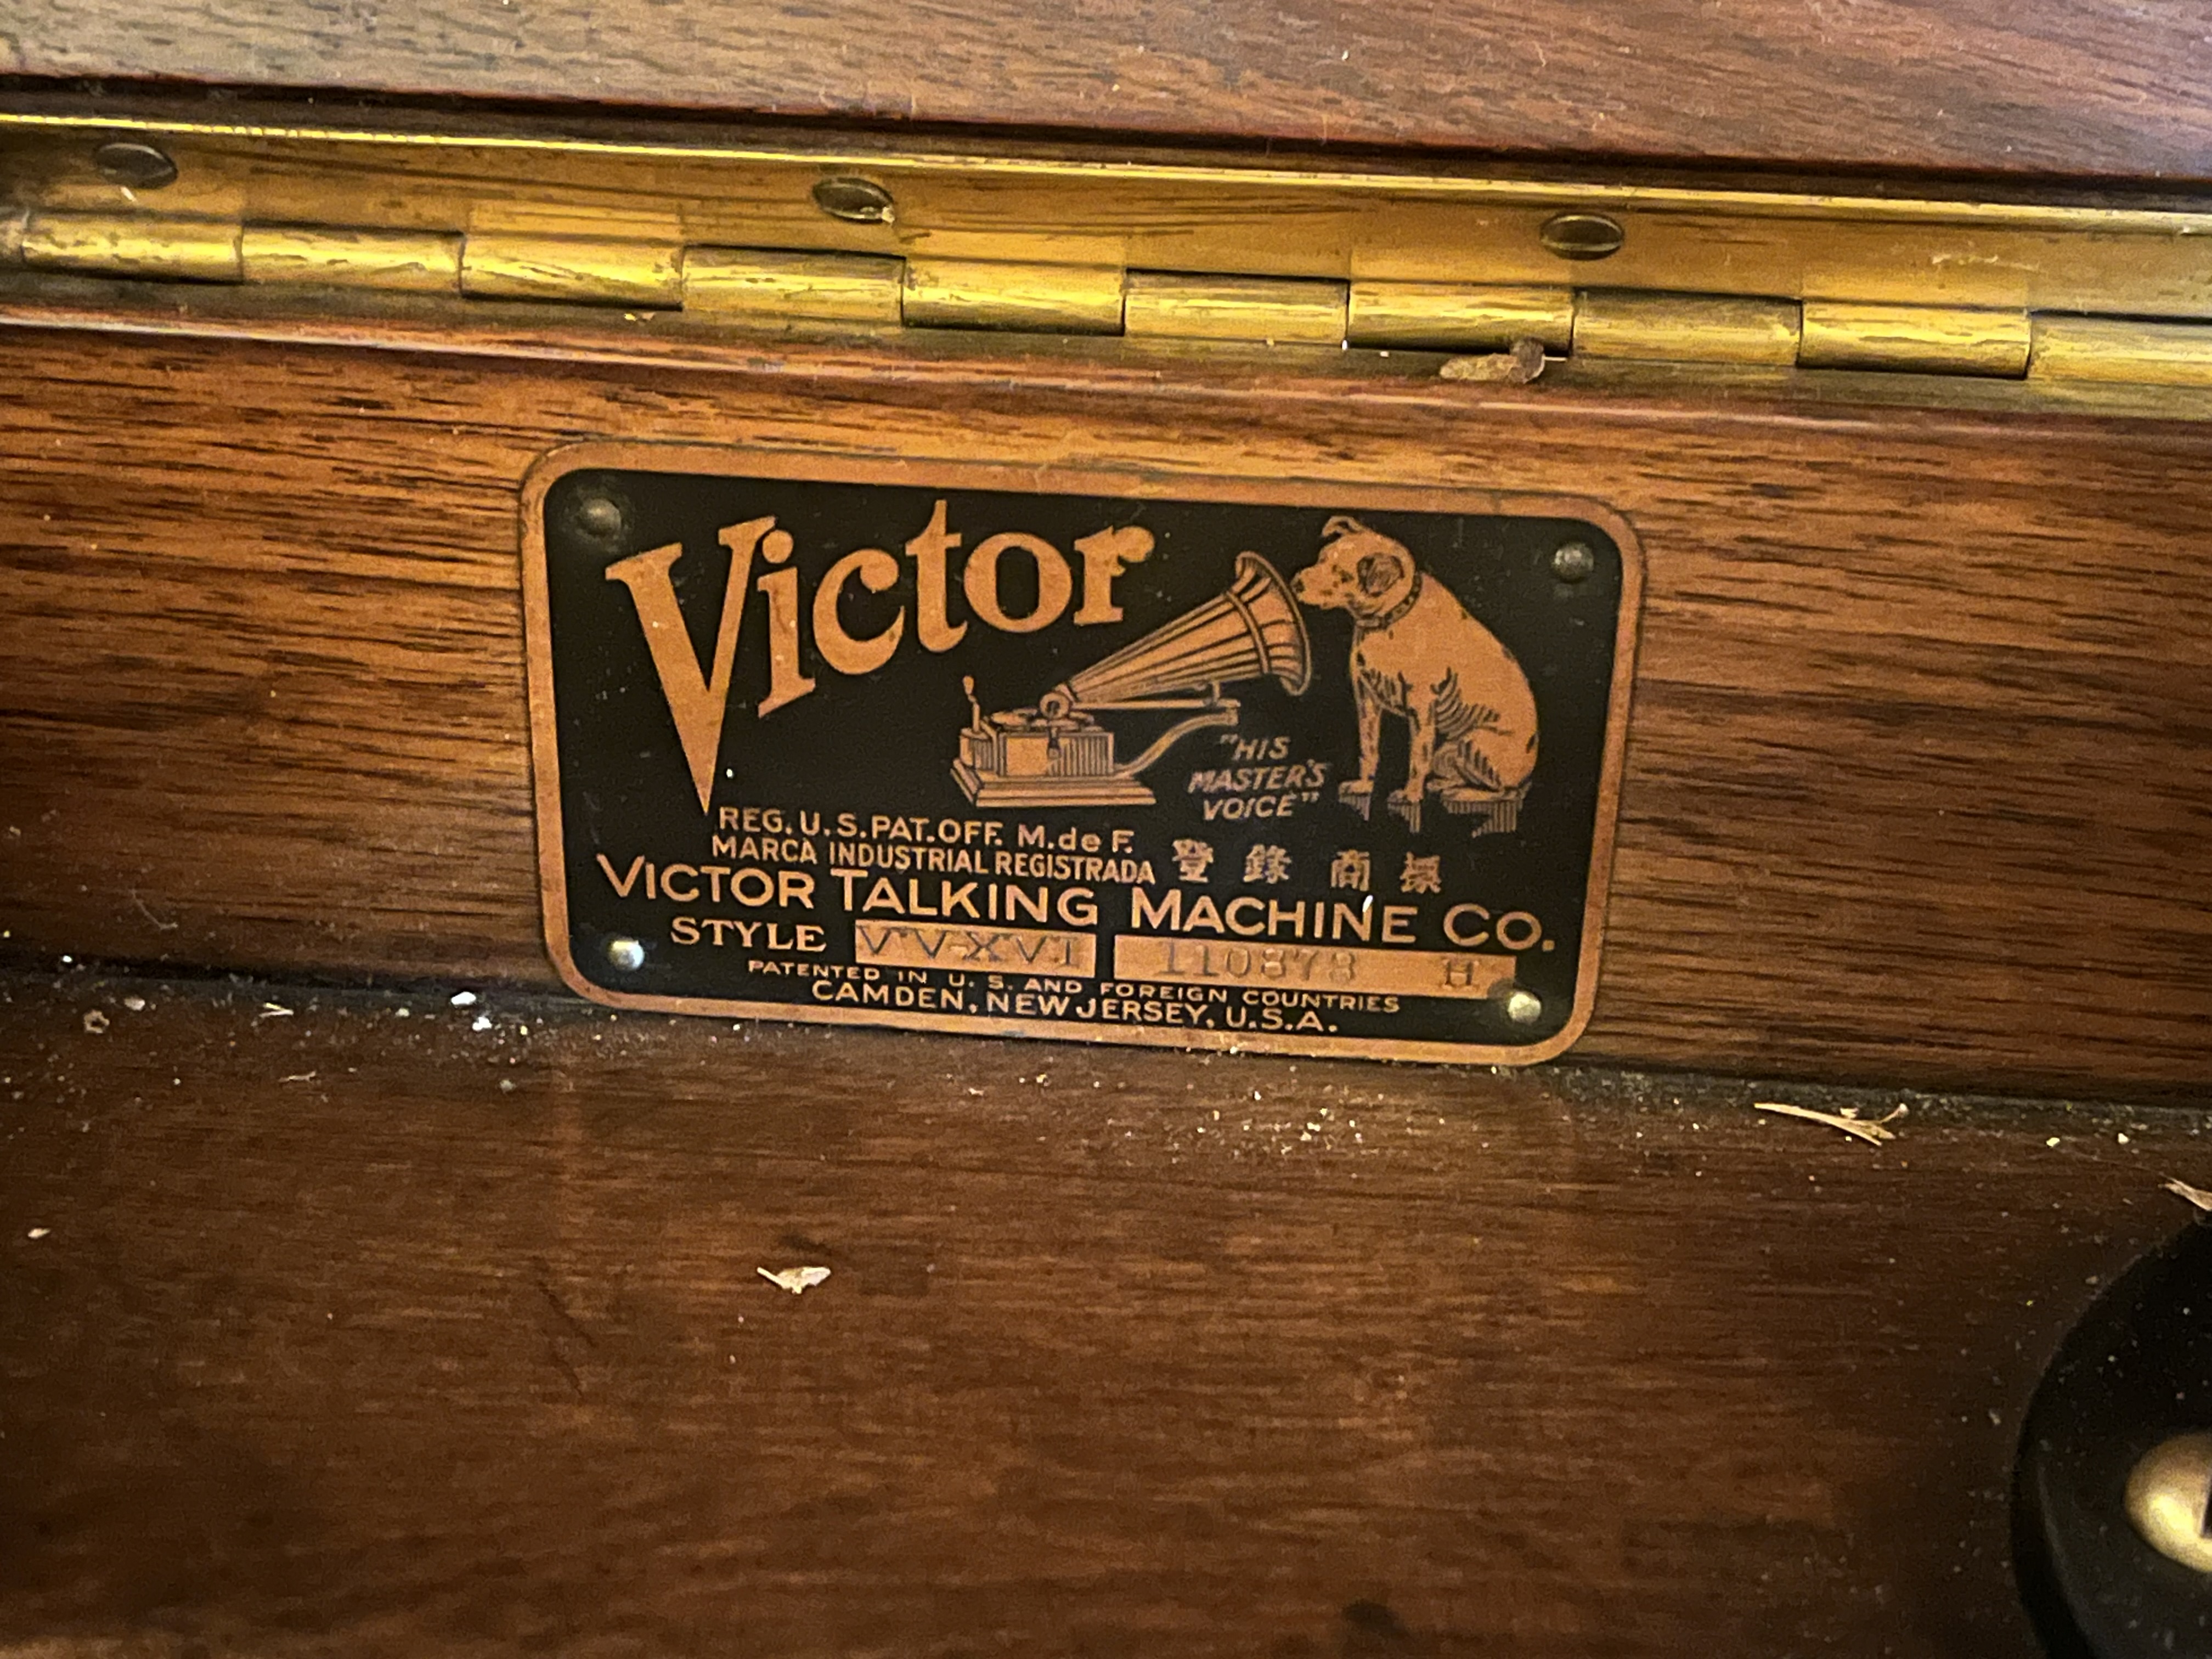 Victor
"HIS
MASTER'S
VOICE"
REG. U.S. PAT. OFF. M. de F.
MARCA INDUSTRIAL REGISTRADA 登錄商標
VICTOR TALKING MACHINE CO.
STYLE VV-XVI 110878 H
PATENTED IN U. S. AND FOREIGN COUNTRIES
CAMDEN, NEW JERSEY, U.S.A.